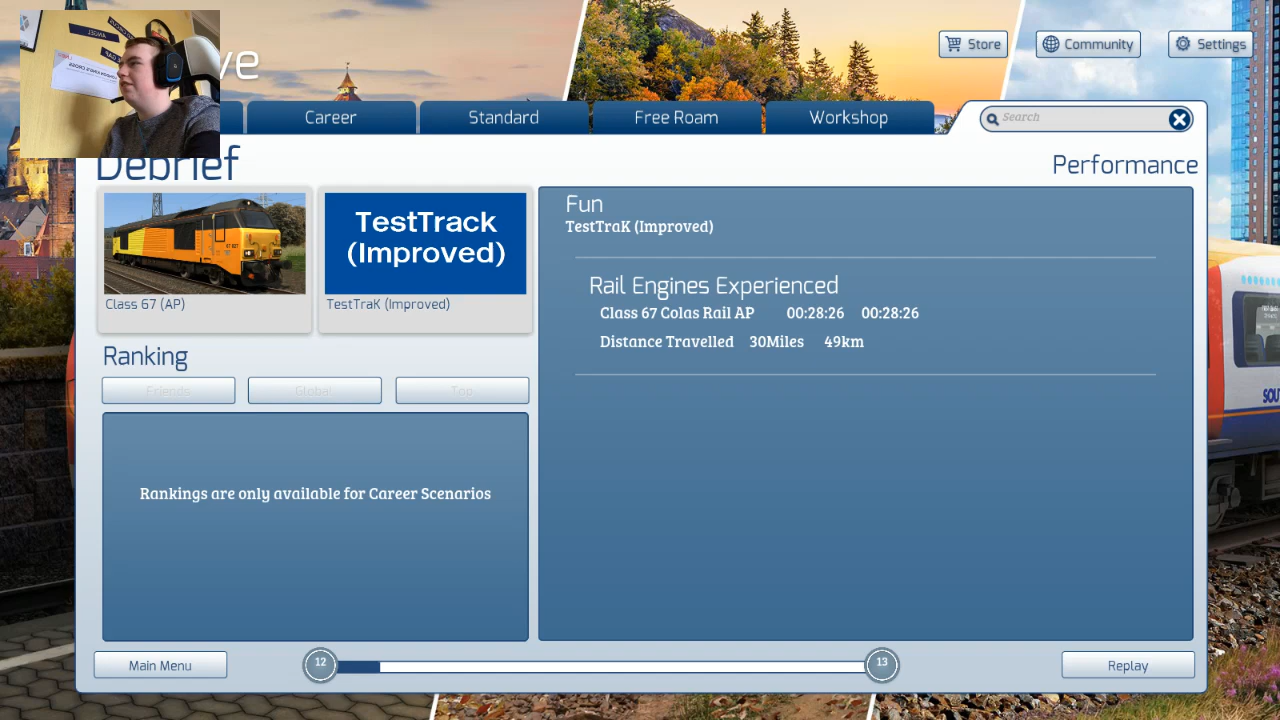 ve
Store
Community
Settings
Career
Standard
Free Roam
Workshop
Search
Debrief
Performance
TestTrack
(Improved)
Class 67 (AP)
TestTraK (Improved)
Fun
TestTraK (Improved)
Rail Engines Experienced
Class 67 Colas Rail AP 00:28:26 00:28:26
Distance Travelled 30Miles 49km
Ranking
Friends
Global
Top
Rankings are only available for Career Scenarios
SOU
Main Menu
12
13
Replay